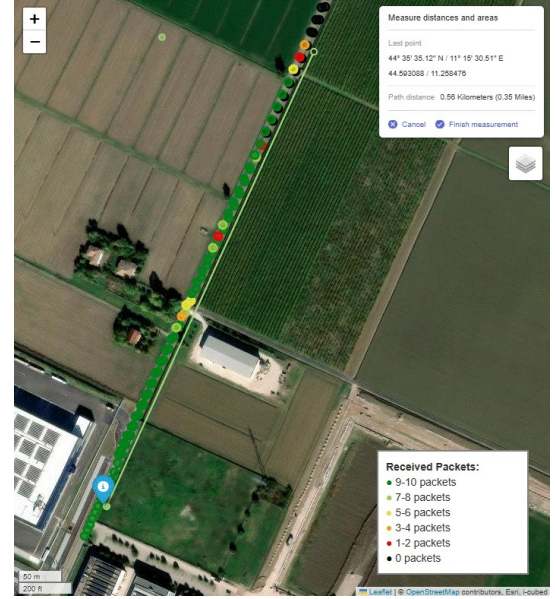 +
−
Measure distances and areas
Last point
44° 35' 35.12" N / 11° 15' 30.51" E
44.593088 / 11.258476
Path distance 0.56 Kilometers (0.35 Miles)
Cancel Finish measurement
i
Received Packets:
9-10 packets
7-8 packets
5-6 packets
3-4 packets
1-2 packets
0 packets
50 m
200 ft
Leaflet | © OpenStreetMap contributors, Esri, i-cubed